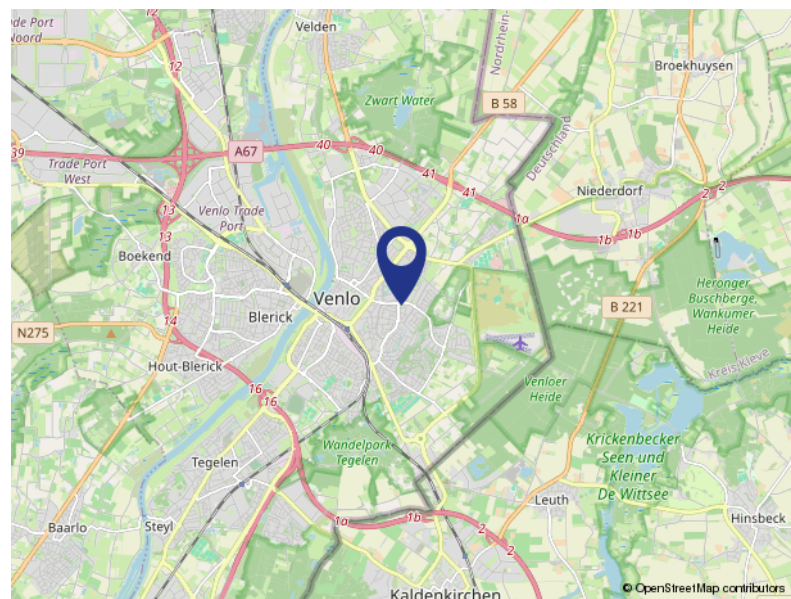 Trade Port
Noord
12
Velden
Nordrhein-
Broekhuysen
Zwart Water
B 58
12
Deutschland
39
A67
40
40
Trade Port
West
41
41
2
2
Niederdorf
13
13
Venlo Trade
Port
1a
1b
1b
Boekend
Heronger
Buschberge,
Wankumer
Heide
Venlo
B 221
Blerick
14
N275
Hout-Blerick
Kreis Kleve
16
16
Venloer
Heide
Wandelpark
Tegelen
Krickenbecker
Seen und
Kleiner
De Wittsee
Tegelen
Leuth
Hinsbeck
Baarlo
Steyl
1a
1b
2
2
Kaldenkirchen
© OpenStreetMap contributors